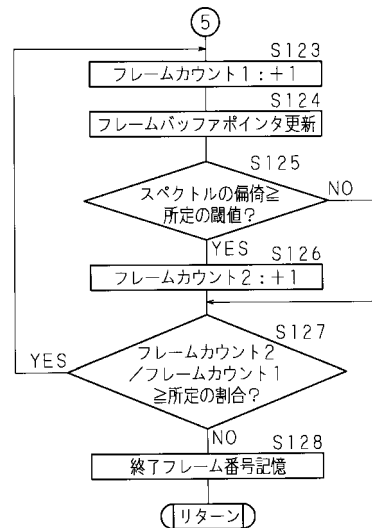 5
S123
フレームカウント1:+1
S124
フレームバッファポインタ更新
S125
スペクトルの偏倚≧
所定の閾値?
NO
YES
S126
フレームカウント2:+1
S127
フレームカウント2
/フレームカウント1
≧所定の割合?
YES
NO
S128
終了フレーム番号記憶
リターン